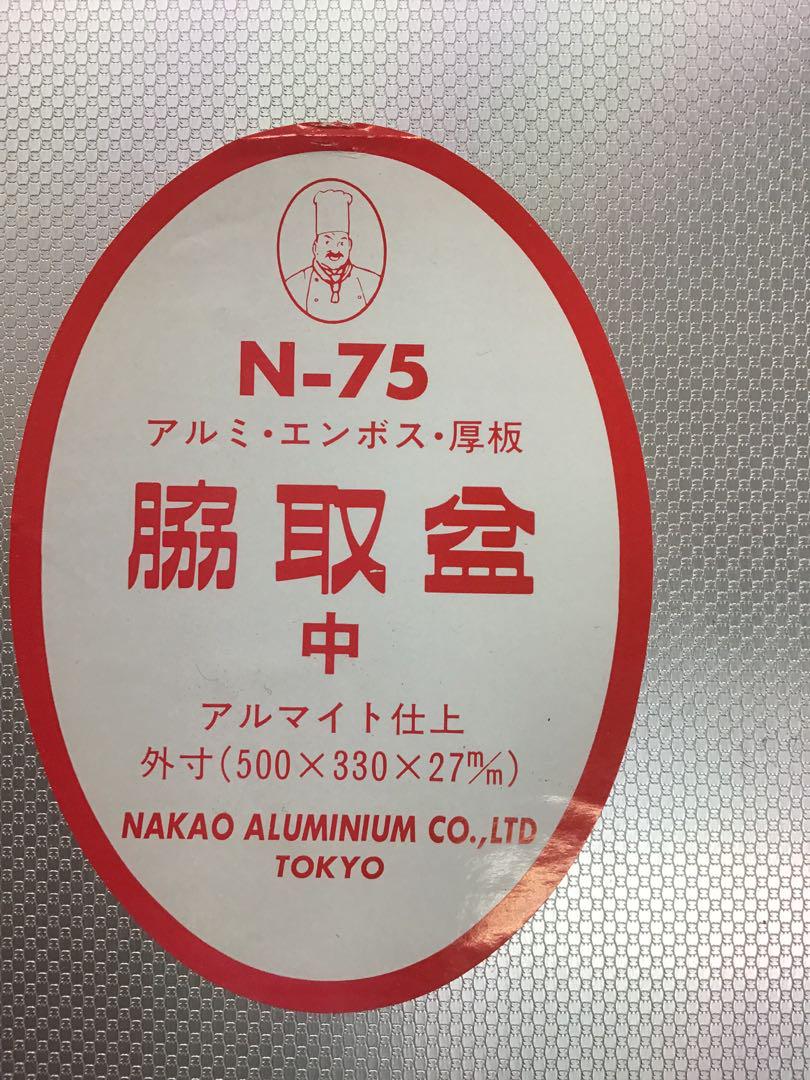 N-75
アルミ・エンボス・厚板
脇取盆
中
アルマイト仕上
外寸(500×330×27m/m)
NAKAO ALUMINIUM CO.,LTD
TOKYO